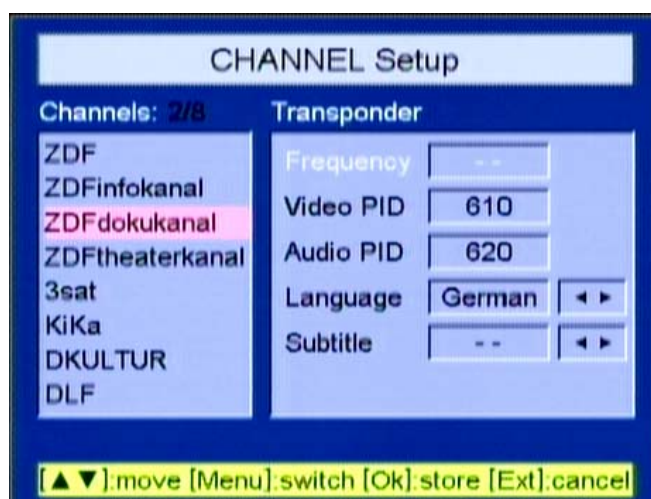 CHANNEL Setup
Channels: 2/8
ZDF
ZDFinfokanal
ZDFdokukanal
ZDFtheaterkanal
3sat
KiKa
DKULTUR
DLF
Transponder
Frequency - -
Video PID 610
Audio PID 620
Language German ◄ ►
Subtitle - - ◄ ►
[▲ ▼]:move [Menu]:switch [Ok]:store [Ext]:cancel